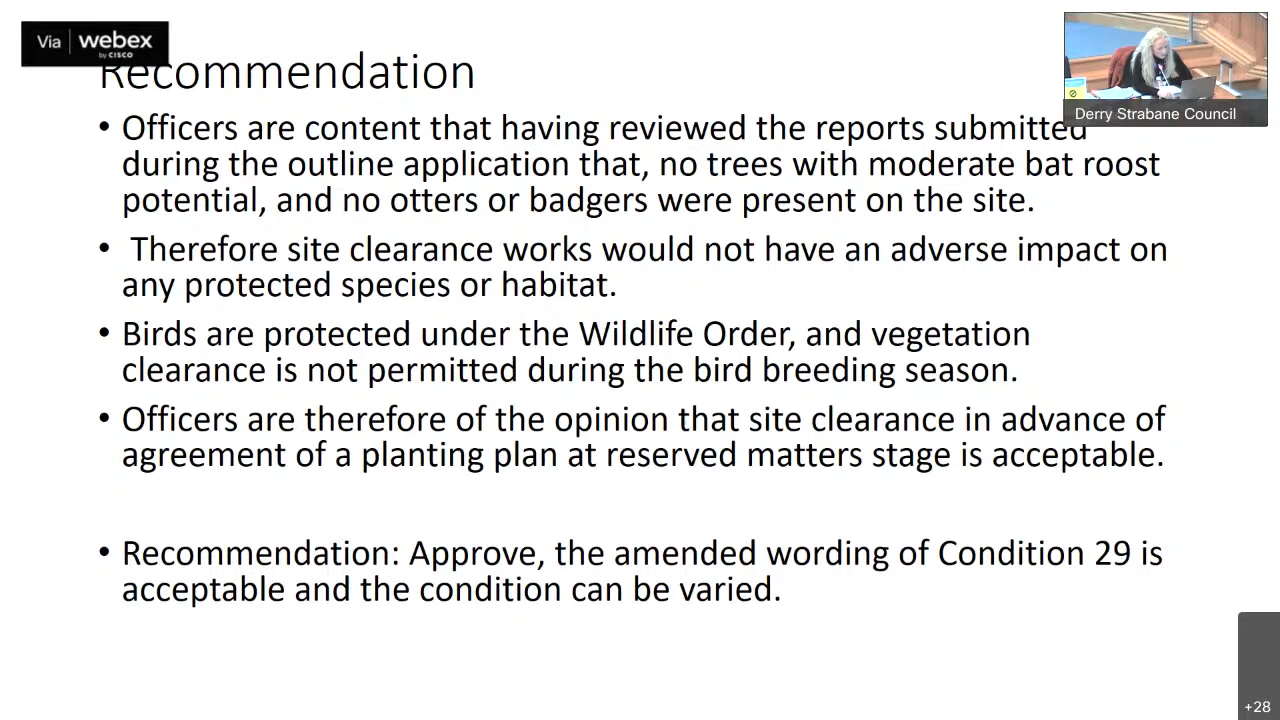 Via webex
by CISCO
Recommendation
• Officers are content that having reviewed the reports submitted
during the outline application that, no trees with moderate bat roost
potential, and no otters or badgers were present on the site.
• Therefore site clearance works would not have an adverse impact on
any protected species or habitat.
• Birds are protected under the Wildlife Order, and vegetation
clearance is not permitted during the bird breeding season.
• Officers are therefore of the opinion that site clearance in advance of
agreement of a planting plan at reserved matters stage is acceptable.
• Recommendation: Approve, the amended wording of Condition 29 is
acceptable and the condition can be varied.
Derry Strabane Council
+28